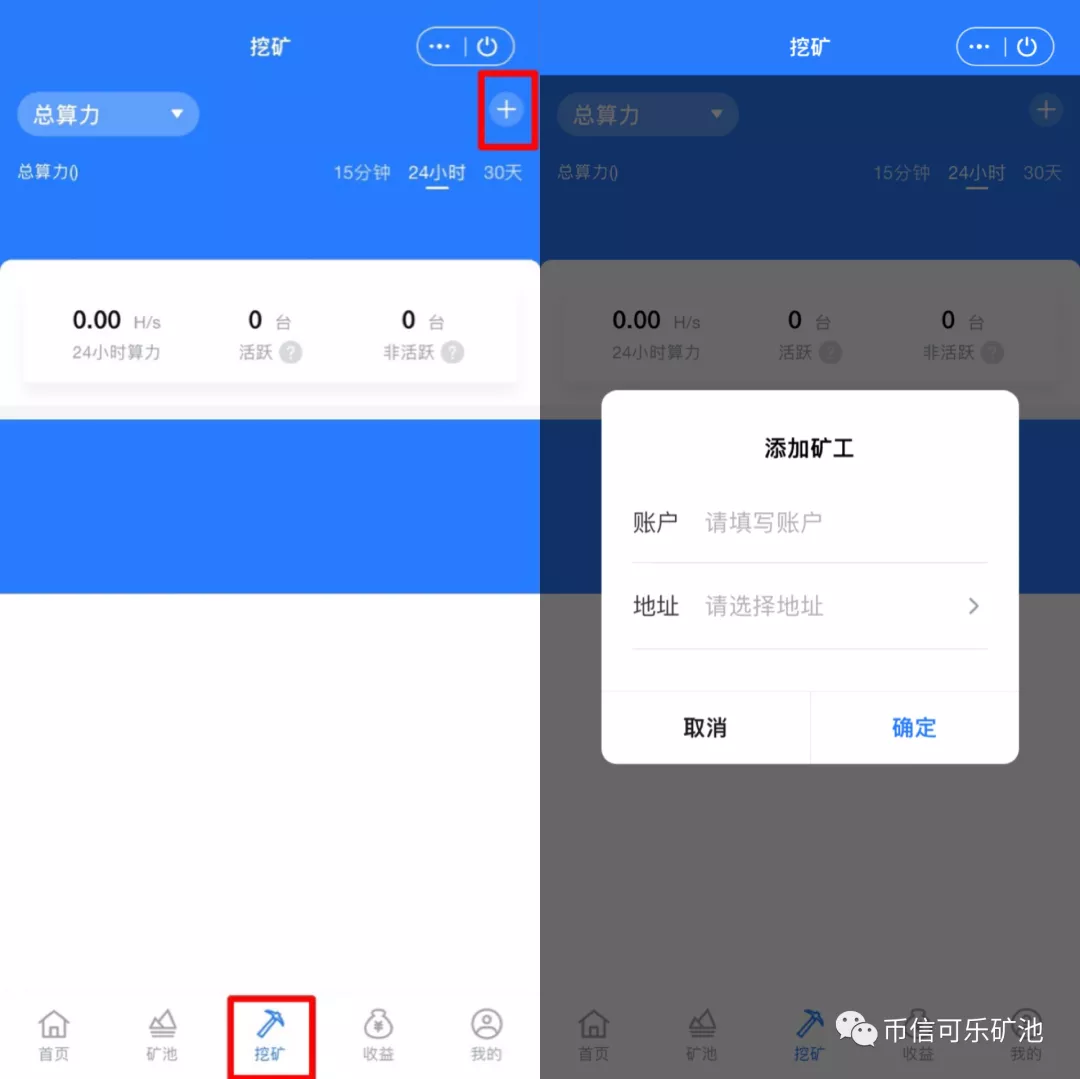 挖矿
总算力
总算力()
15分钟 24小时 30天
0.00 H/s
24小时算力
0 台
活跃 ?
0 台
非活跃 ?
首页
矿池
挖矿
收益
我的
挖矿
总算力
总算力()
15分钟 24小时 30天
0.00 H/s
24小时算力
0 台
活跃 ?
0 台
非活跃 ?
添加矿工
账户 请填写账户
地址 请选择地址
取消 确定
首页
矿池
挖矿
收益
我的
币信可乐矿池